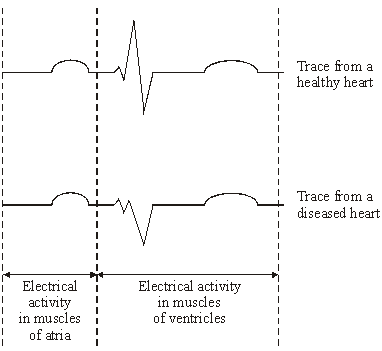 Trace from a
healthy heart
Trace from a
diseased heart
Electrical
activity
in muscles
of atria
Electrical activity
in muscles
of ventricles